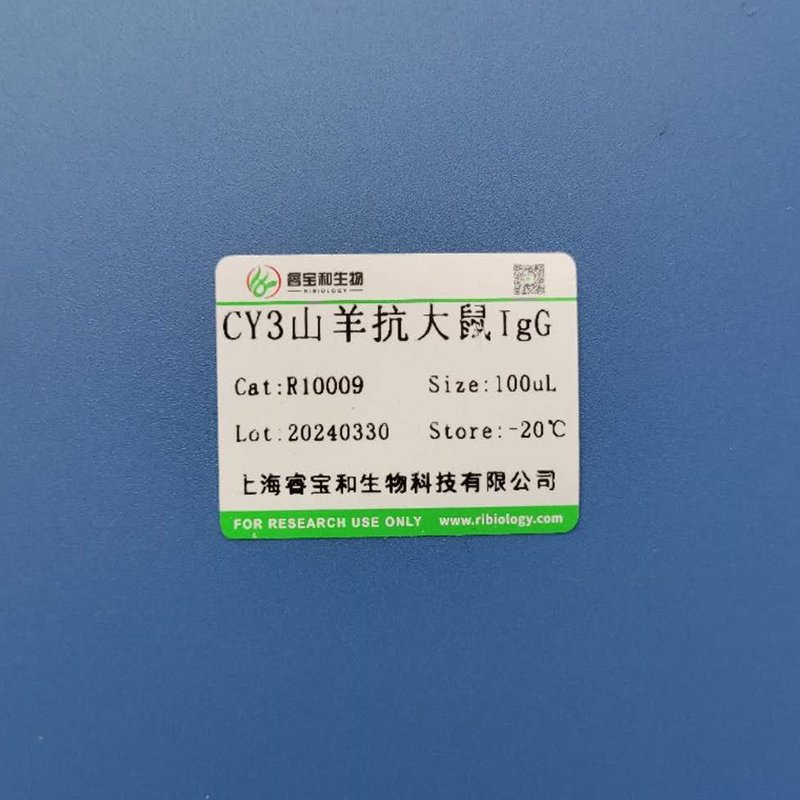 睿宝和生物
RIBIOLOGY
CY3山羊抗大鼠IgG
Cat:R10009 Size:100uL
Lot:20240330 Store:-20℃
上海睿宝和生物科技有限公司
FOR RESEARCH USE ONLY www.ribiology.com